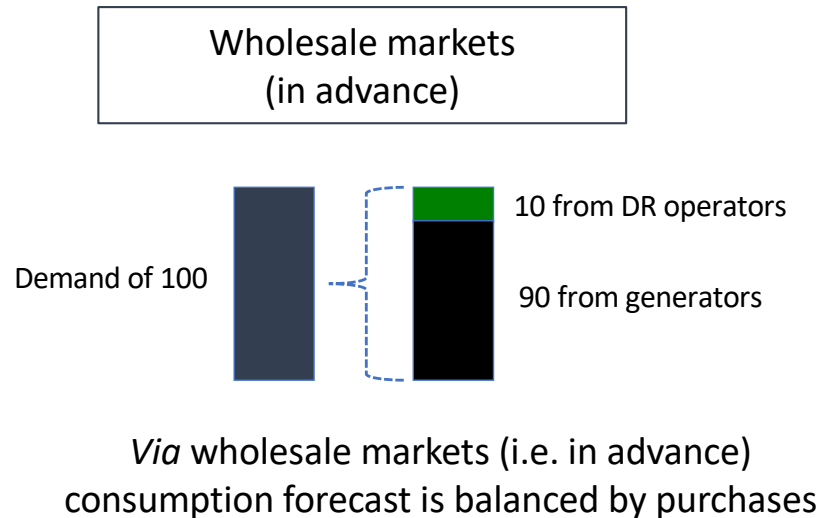 Wholesale markets
(in advance)
10 from DR operators
Demand of 100
90 from generators
Via wholesale markets (i.e. in advance)
consumption forecast is balanced by purchases